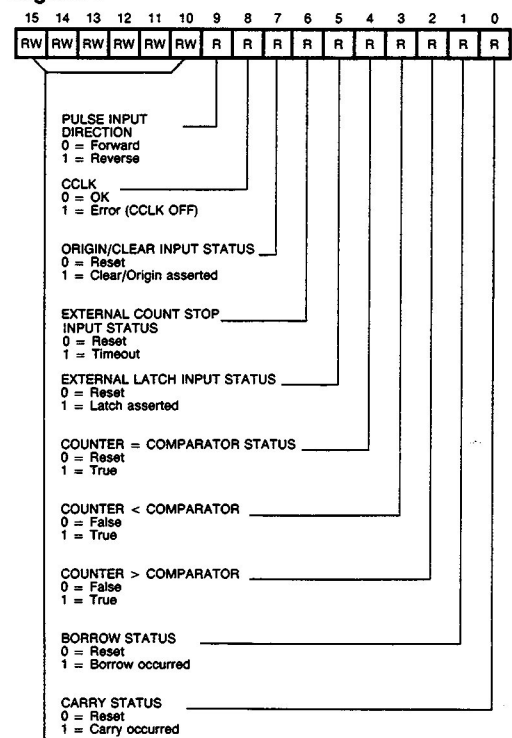 15 14 13 12 11 10 9 8 7 6 5 4 3 2 1 0
RW RW RW RW RW RW R R R R R R R R R R
PULSE INPUT
DIRECTION
0 = Forward
1 = Reverse
CCLK
0 = OK
1 = Error (CCLK OFF)
ORIGIN/CLEAR INPUT STATUS
0 = Reset
1 = Clear/Origin asserted
EXTERNAL COUNT STOP
INPUT STATUS
0 = Reset
1 = Timeout
EXTERNAL LATCH INPUT STATUS
0 = Reset
1 = Latch asserted
COUNTER = COMPARATOR STATUS
0 = Reset
1 = True
COUNTER < COMPARATOR
0 = False
1 = True
COUNTER > COMPARATOR
0 = False
1 = True
BORROW STATUS
0 = Reset
1 = Borrow occurred
CARRY STATUS
0 = Reset
1 = Carry occurred